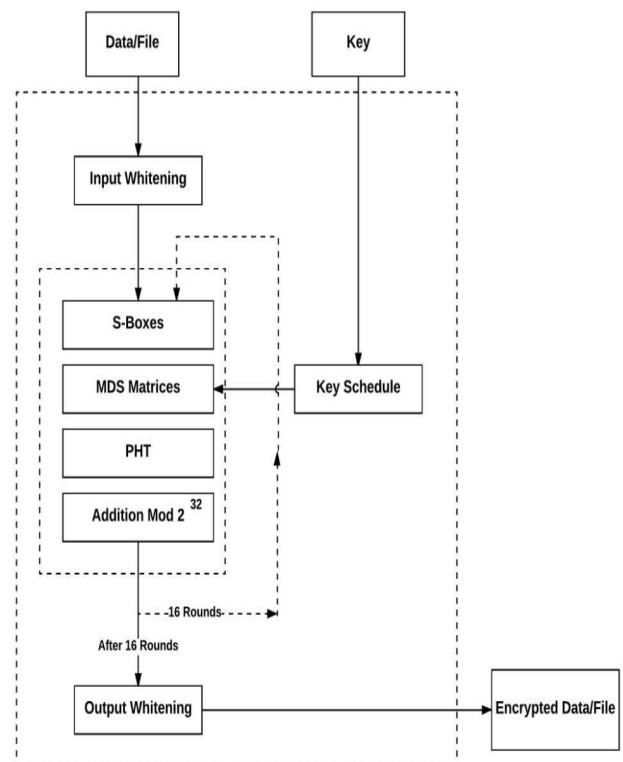 Data/File
Key
Input Whitening
S-Boxes
MDS Matrices
Key Schedule
PHT
Addition Mod 2 32
16 Rounds
After 16 Rounds
Output Whitening
Encrypted Data/File